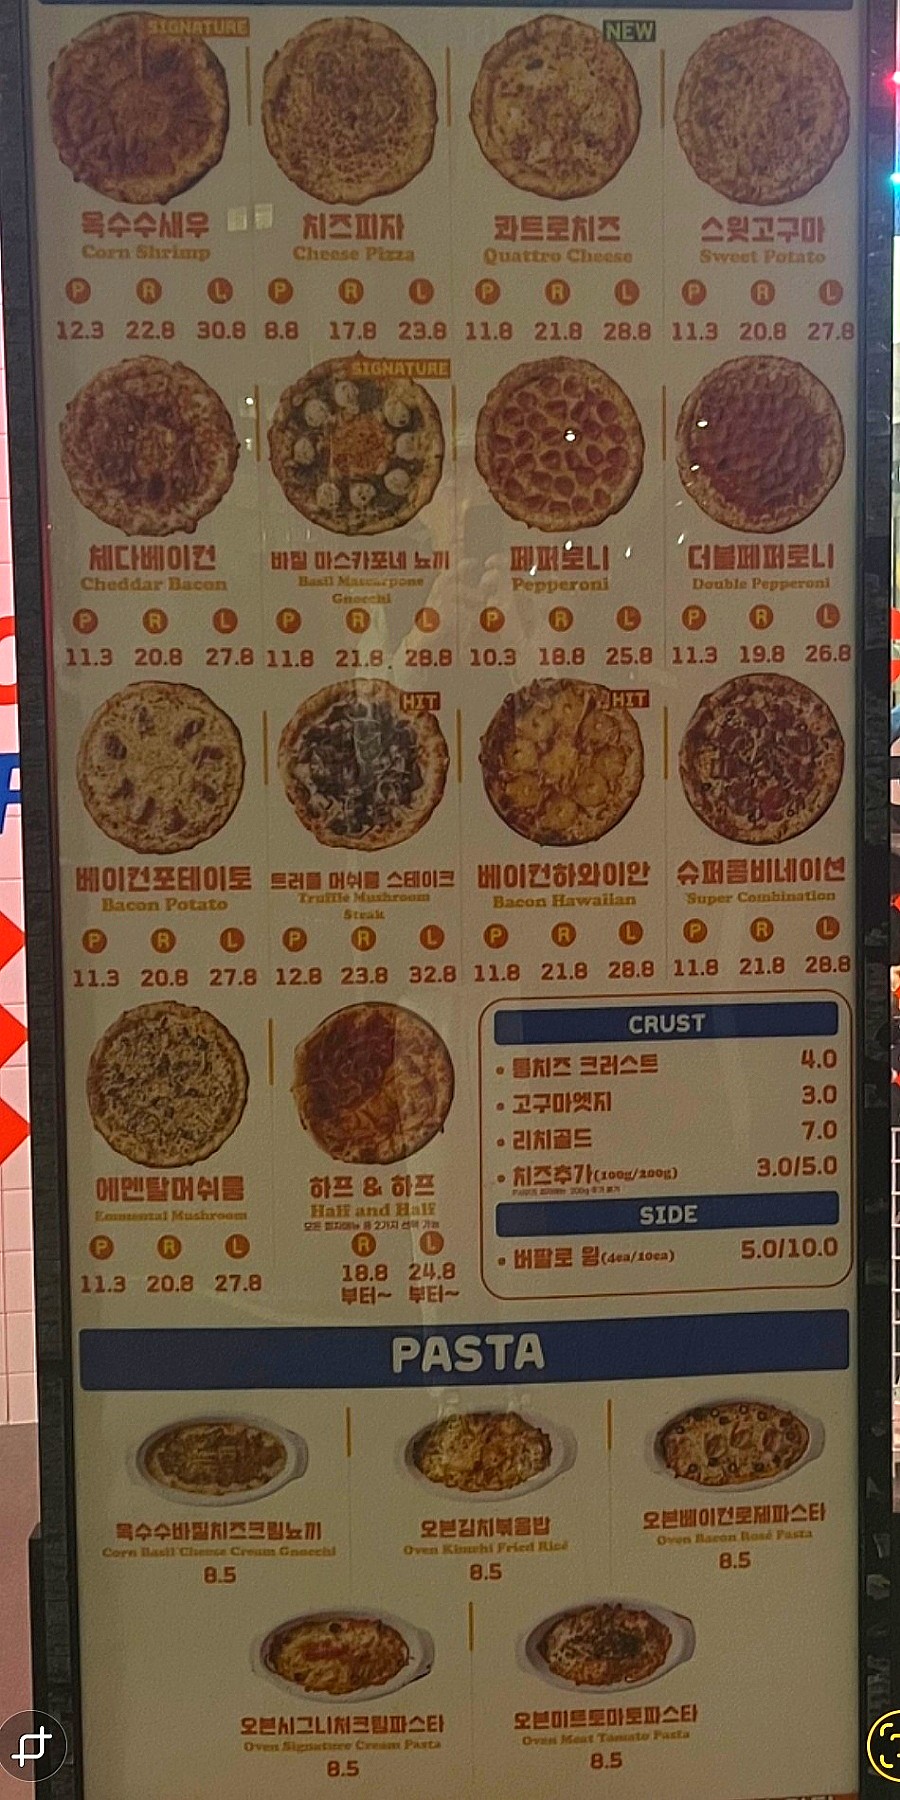 SIGNATURE
NEW
옥수수새우 치즈피자 콰트로치즈 스윗고구마
Corn Shrimp Cheese Pizza Quattro Cheese Sweet Potato
P R L P R L P R L P R L
12.3 22.8 30.8 8.8 17.8 23.8 11.8 21.8 28.8 11.3 20.8 27.8
SIGNATURE
체다베이컨 바질 마스카포네 뇨끼 페퍼로니 더블페퍼로니
Cheddar Bacon Basil Mascarpone Pepperoni Double Pepperoni
Gnocchi
P R L P R L P R L P R L
11.3 20.8 27.8 11.8 21.8 28.8 10.3 18.8 25.8 11.3 19.8 26.8
HIT HIT
베이컨포테이토 트러플 머쉬룸 스테이크 베이컨하와이안 슈퍼콤비네이션
Bacon Potato Truffle Mushroom Bacon Hawaiian Super Combination
Steak
P R L P R L P R L P R L
11.3 20.8 27.8 12.8 23.8 32.8 11.8 21.8 28.8 11.8 21.8 28.8
에멘탈머쉬룸 하프 & 하프
Emmental Mushroom Half and Half
모든 피자메뉴 중 2가지 선택 가능
P R L R L
11.3 20.8 27.8 18.8 24.8
부터~ 부터~
CRUST
• 롱치즈 크러스트 4.0
• 고구마엣지 3.0
• 리치골드 7.0
• 치즈추가(100g/200g) 3.0/5.0
SIDE
• 버팔로 윙(4ea/10ea) 5.0/10.0
PASTA
옥수수바질치즈크림뇨끼 오븐김치볶음밥 오븐베이컨로제파스타
Corn Basil Cheese Cream Gnocchi Oven Kimchi Fried Rice Oven Bacon Rosé Pasta
8.5 8.5 8.5
오븐시그니처크림파스타 오븐미트토마토파스타
Oven Signature Cream Pasta Oven Meat Tomato Pasta
8.5 8.5